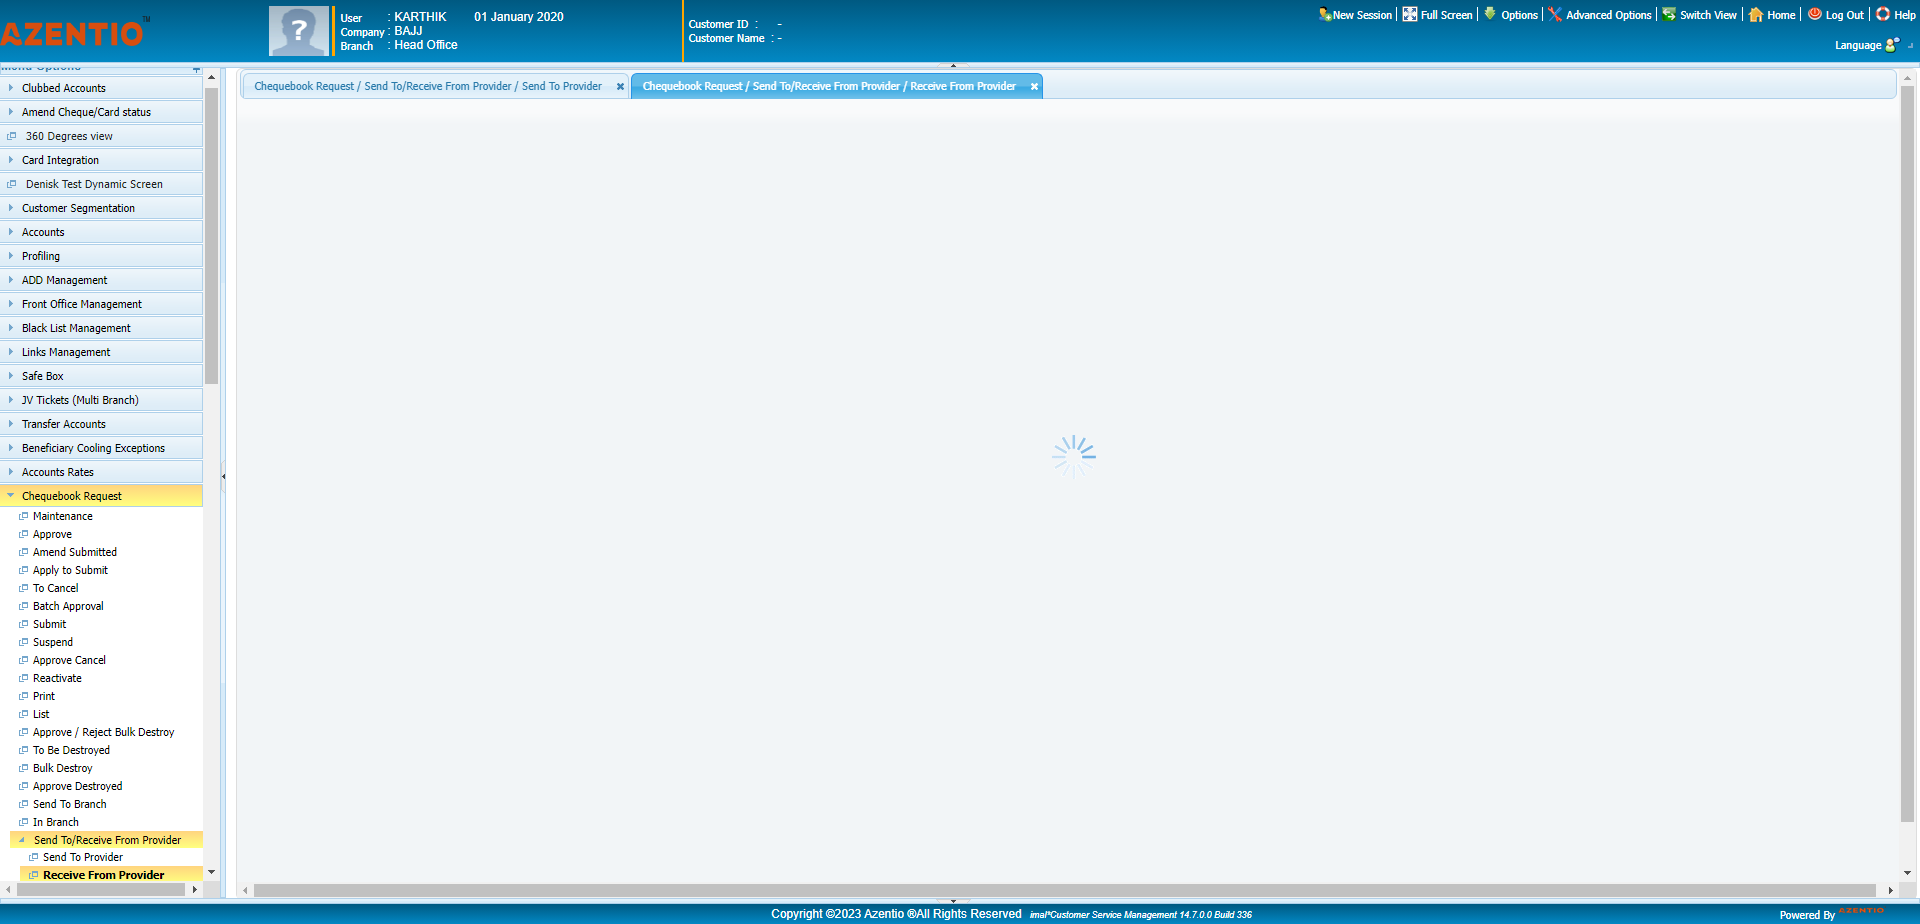 AZENTIO™
User : KARTHIK 01 January 2020
Company : BAJJ
Branch : Head Office
Customer ID : -
Customer Name : -
New Session Full Screen Options Advanced Options Switch View Home Log Out Help
Language
Menu Options
Clubbed Accounts
Amend Cheque/Card status
360 Degrees view
Card Integration
Denisk Test Dynamic Screen
Customer Segmentation
Accounts
Profiling
ADD Management
Front Office Management
Black List Management
Links Management
Safe Box
JV Tickets (Multi Branch)
Transfer Accounts
Beneficiary Cooling Exceptions
Accounts Rates
Chequebook Request
Maintenance
Approve
Amend Submitted
Apply to Submit
To Cancel
Batch Approval
Submit
Suspend
Approve Cancel
Reactivate
Print
List
Approve / Reject Bulk Destroy
To Be Destroyed
Bulk Destroy
Approve Destroyed
Send To Branch
In Branch
Send To/Receive From Provider
Send To Provider
Receive From Provider
Chequebook Request / Send To/Receive From Provider / Send To Provider
Chequebook Request / Send To/Receive From Provider / Receive From Provider
Copyright ©2023 Azentio ®All Rights Reserved imal*Customer Service Management 14.7.0.0 Build 336
Powered By AZENTIO